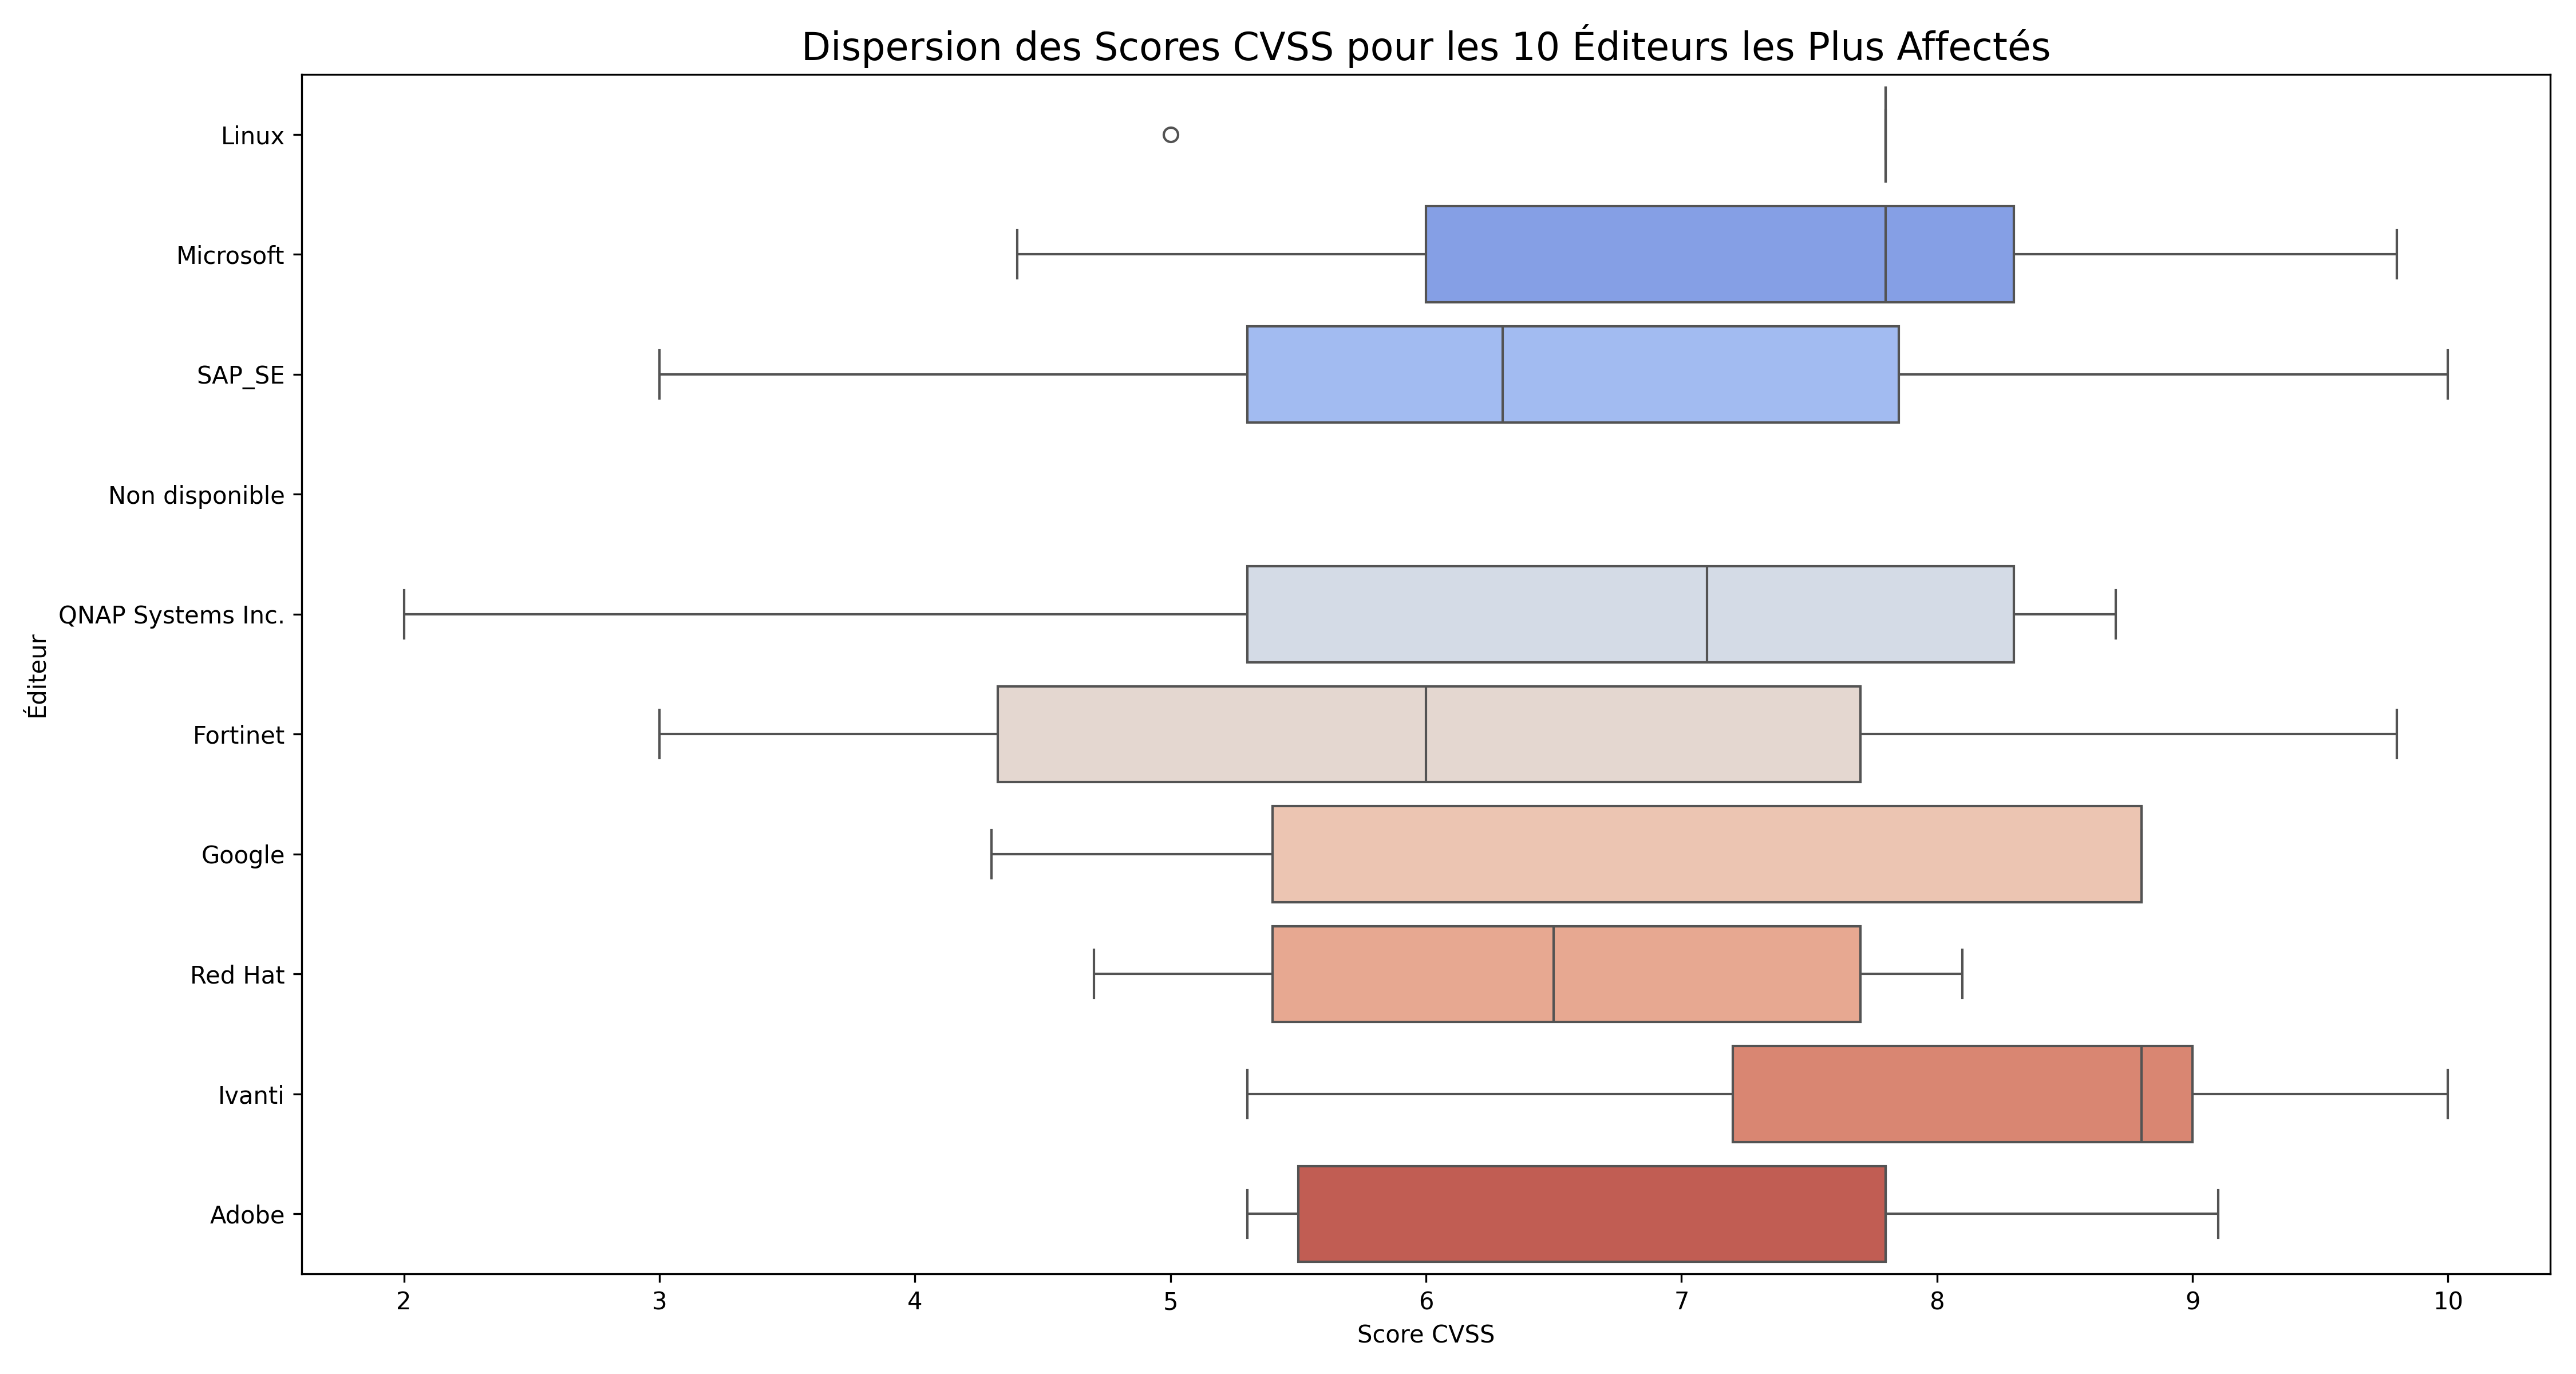 Dispersion des Scores CVSS pour les 10 Éditeurs les Plus Affectés
Éditeur
Linux
Microsoft
SAP_SE
Non disponible
QNAP Systems Inc.
Fortinet
Google
Red Hat
Ivanti
Adobe
2 3 4 5 6 7 8 9 10
Score CVSS